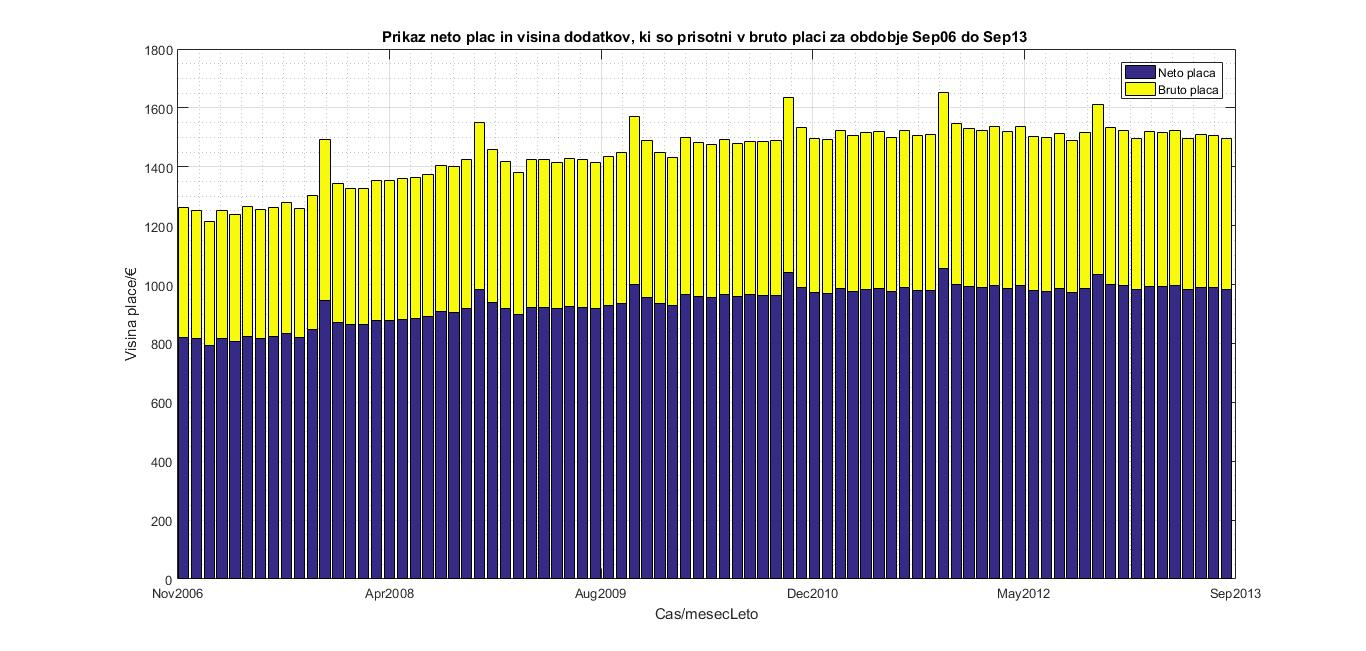 Prikaz neto plac in visina dodatkov, ki so prisotni v bruto placi za obdobje Sep06 do Sep13
1800
1600
1400
1200
1000
800
600
400
200
0
Visina place/€
Neto placa
Bruto placa
Nov2006 Apr2008 Aug2009 Dec2010 May2012 Sep2013
Cas/mesecLeto